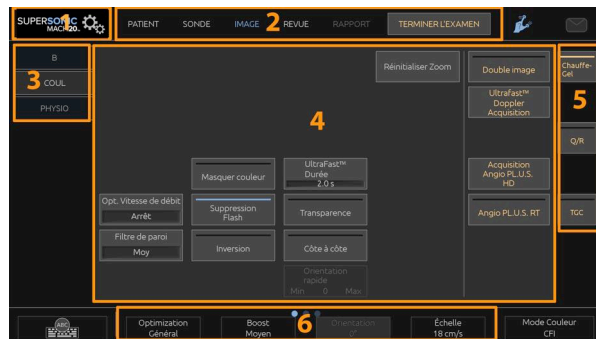 SUPERSONIC
MACH 20
1
PATIENT SONDE IMAGE 2 REVUE RAPPORT TERMINER L'EXAMEN
B
3
COUL
PHYSIO
4
Réinitialiser Zoom
Double image
Ultrafast™
Doppler
Acquisition
Chauffe-
Gel
5
Q/R
Masquer couleur
UltraFast™
Durée
2.0 s
Acquisition
Angio PL.U.S.
HD
Opt. Vitesse de débit
Arrêt
Suppression
Flash
Transparence
Angio PL.U.S. RT
TGC
Filtre de paroi
Moy
Inversion
Côte à côte
Orientation
rapide
Min 0 Max
ABC
Optimization
Général
Boost
Moyen
6
Orientation
0°
Échelle
18 cm/s
Mode Couleur
CFI